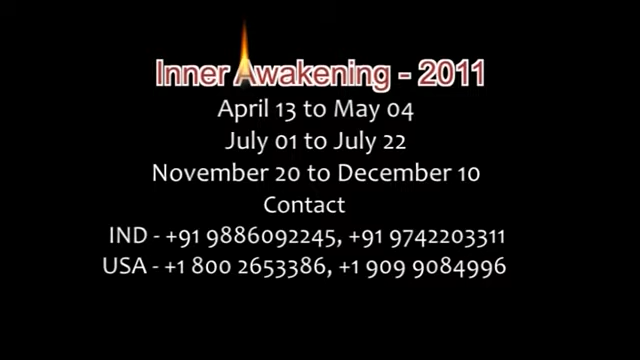 Inner Awakening - 2011
April 13 to May 04
July 01 to July 22
November 20 to December 10
Contact
IND - +91 9886092245, +91 9742203311
USA - +1 800 2653386, +1 909 9084996